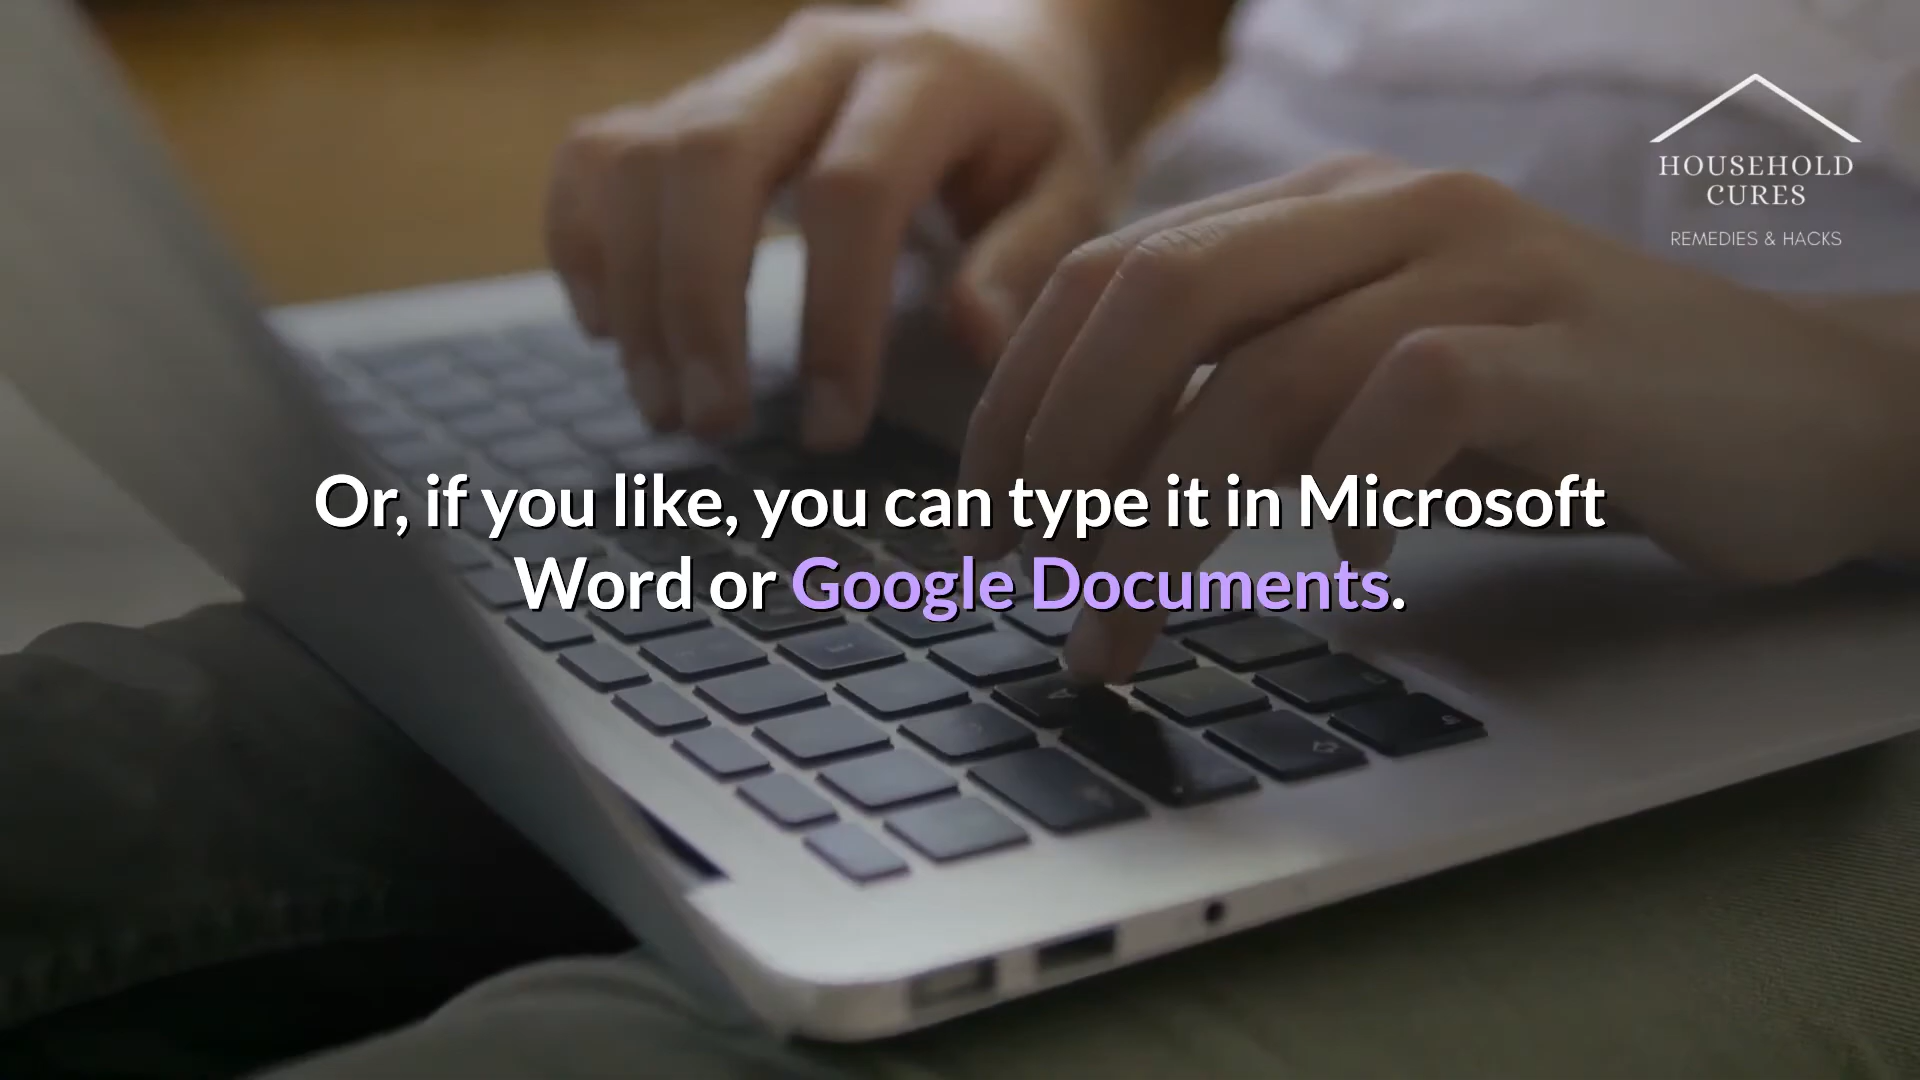 HOUSEHOLD
CURES
REMEDIES & HACKS
Or, if you like, you can type it in Microsoft
Word or Google Documents.